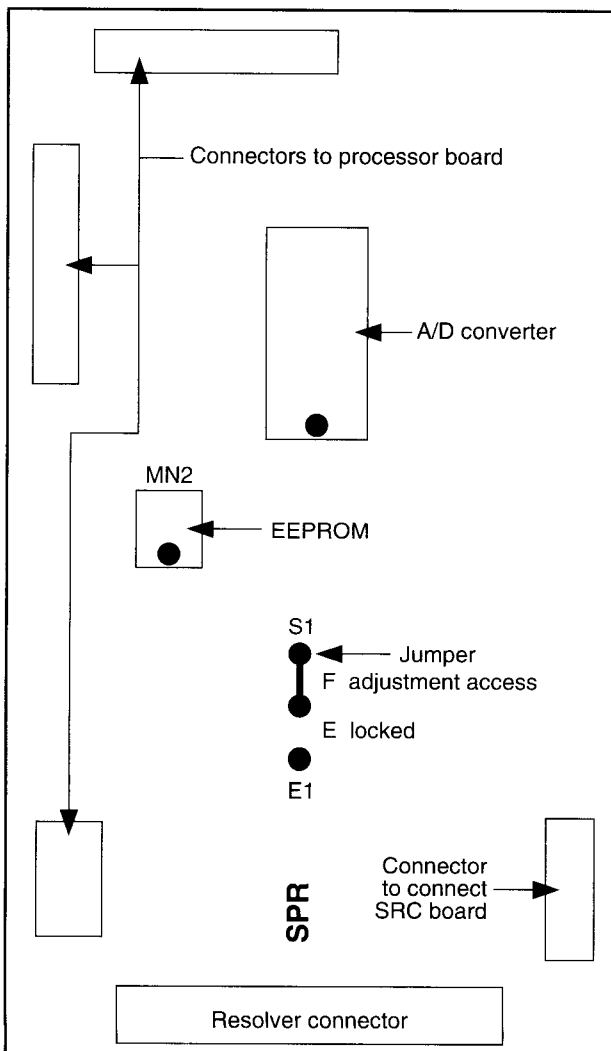 Connectors to processor board
A/D converter
MN2
EEPROM
S1
Jumper
F adjustment access
E locked
E1
Connector
to connect
SRC board
SPR
Resolver connector